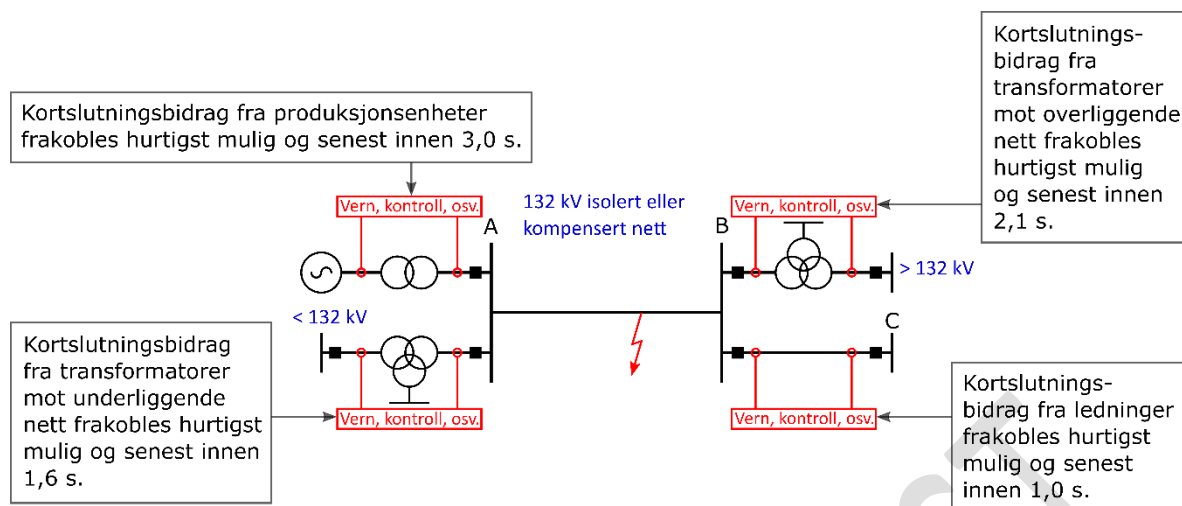 Kortslutningsbidrag fra produksjonsenheter
frakobles hurtigst mulig og senest innen 3,0 s.
Kortslutnings-
bidrag fra
transformatorer
mot overliggende
nett frakobles
hurtigst mulig
og senest innen
2,1 s.
Vern, kontroll, osv.
A
132 kV isolert eller
kompensert nett
B
Vern, kontroll, osv.
> 132 kV
< 132 kV
C
Kortslutningsbidrag
fra transformatorer
mot underliggende
nett frakobles hurtigst
mulig og senest innen
1,6 s.
Vern, kontroll, osv.
Vern, kontroll, osv.
Kortslutnings-
bidrag fra ledninger
frakobles hurtigst
mulig og senest
innen 1,0 s.